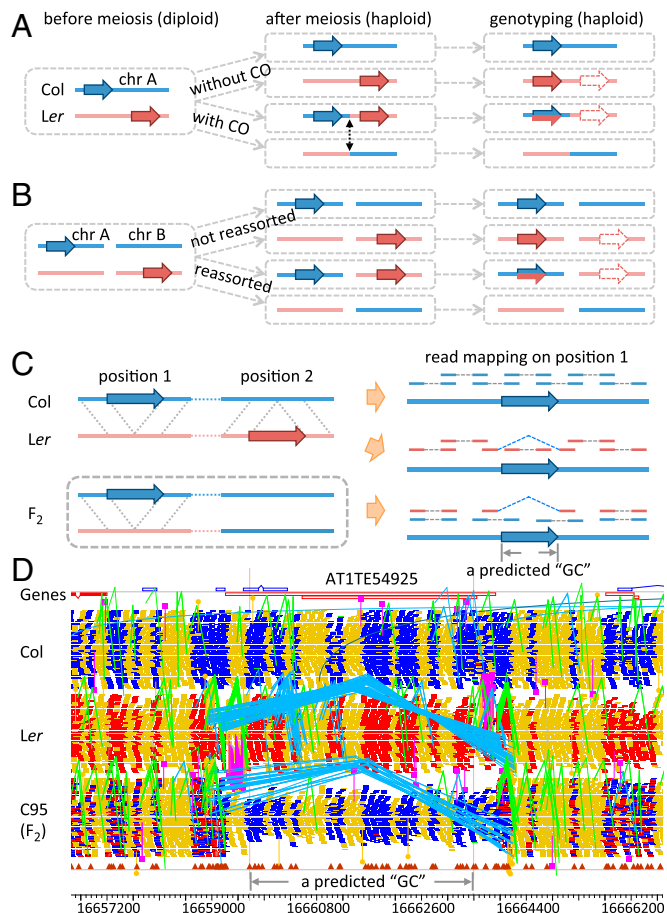 A
before meiosis (diploid)
after meiosis (haploid)
genotyping (haploid)
Col
chr A
Ler
without CO
with CO
B
chr A
chr B
not reassorted
reassorted
C
position 1
position 2
read mapping on position 1
Col
Ler
F2
a predicted “GC”
D
AT1TE54925
Genes
Col
Ler
C95
(F2)
a predicted “GC”
16657200
16659000
16660800
16662600
16664400
16666200